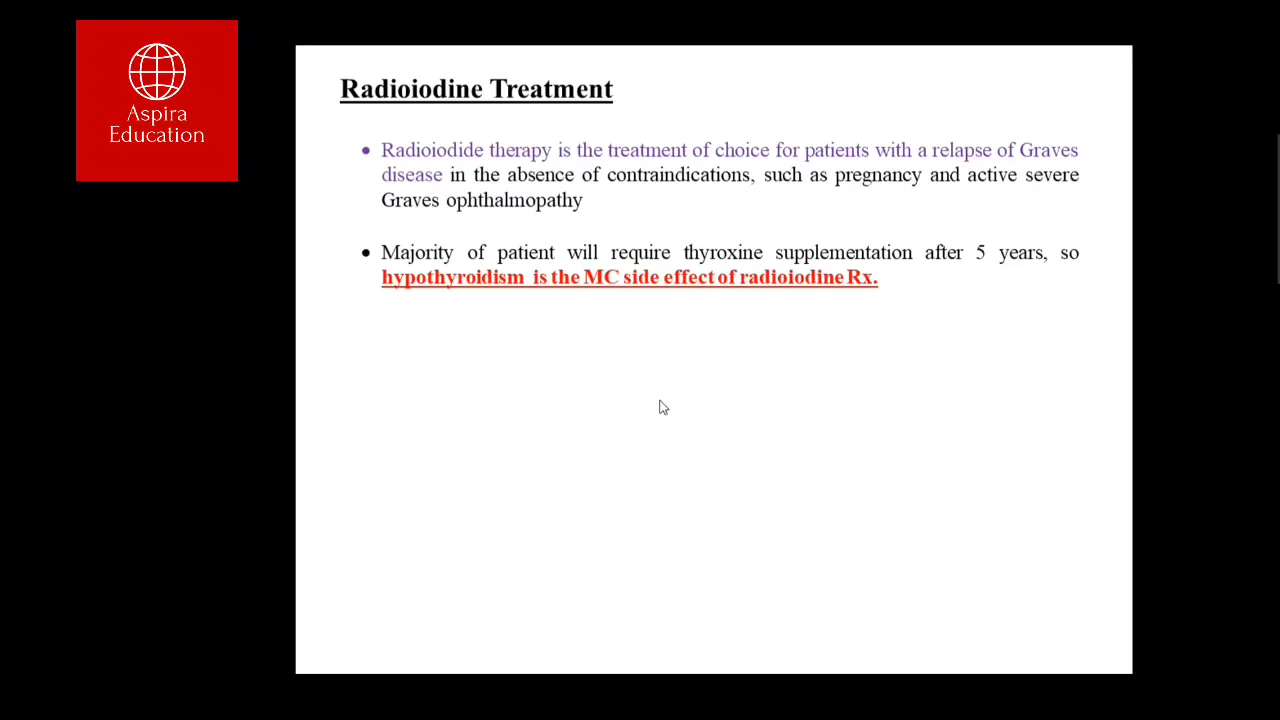 Aspira
Education
Radioiodine Treatment
• Radioiodide therapy is the treatment of choice for patients with a relapse of Graves
disease in the absence of contraindications, such as pregnancy and active severe
Graves ophthalmopathy
• Majority of patient will require thyroxine supplementation after 5 years, so
hypothyroidism is the MC side effect of radioiodine Rx.